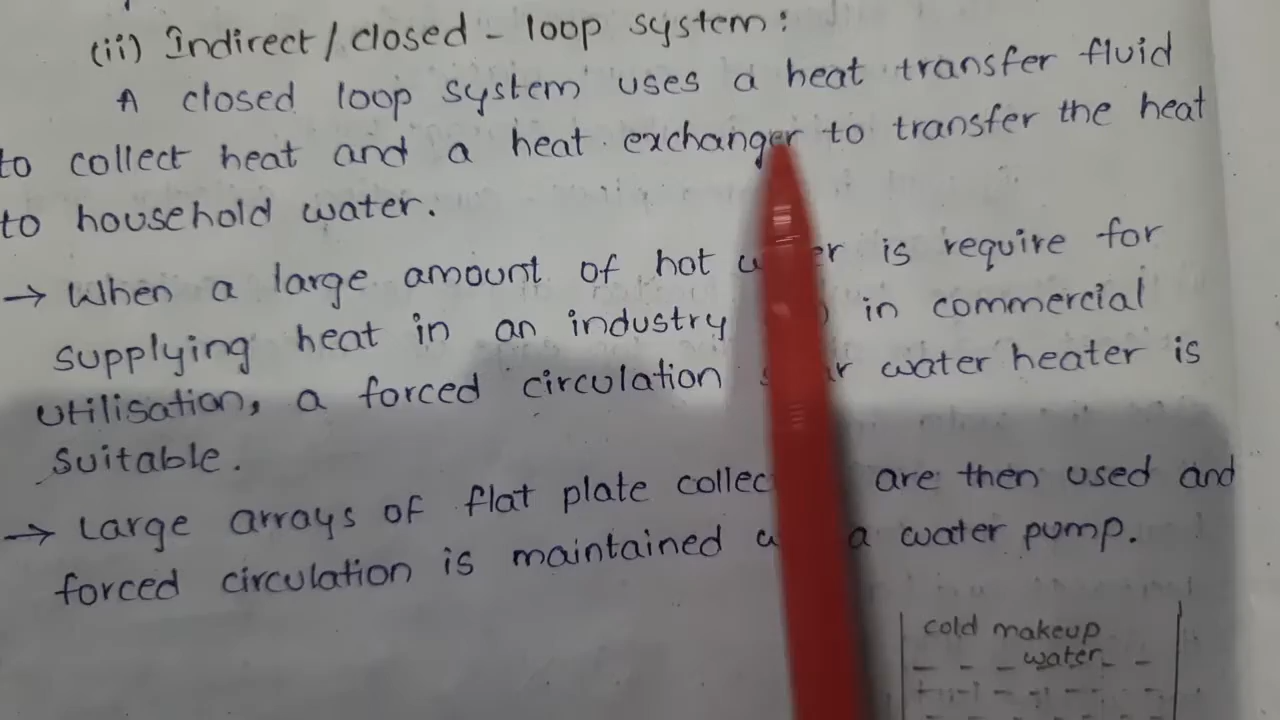 (ii) Indirect/closed - loop system:
A closed loop system uses a heat transfer fluid
to collect heat and a heat exchanger to transfer the heat
to household water.
→ When a large amount of hot is require for
supplying heat in an industry in commercial
utilisation, a forced circulation water heater is
suitable.
→ Large arrays of flat plate are then used and
forced circulation is maintained a water pump.
cold makeup
water